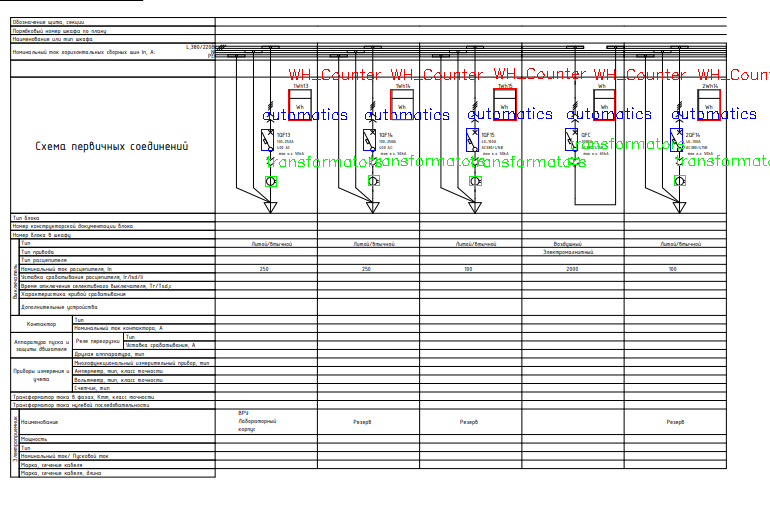 Обозначение щита, секции
Порядковый номер шкафа по плану
Наименование или тип шкафа
Номинальный ток горизонтальных сборных шин In, А.
L,380/220В
WH_Counter WH_Counter WH_Counter WH_Counter WH_Counter
1Wh13 1Wh14 1Wh15 Wh 2Wh14
Wh Wh Wh Wh Wh
automatics automatics automatics automatics automatics
Схема первичных соединений
1QF13 1QF14 1QF15 QFC 2QF14
transformators transformators transformators transformators transformators
Тип блока
Номер конструкторской документации блока
Номер блока в шкафу
Выключатель
Тип Литой/Втычной Литой/Втычной Литой/Втычной Воздушный Литой/Втычной
Тип привода Электромагнитный
Тип расцепителя
Номинальный ток расцепителя, In 250 250 100 2000 100
Уставка срабатывания расцепителя, Ir/Isd/Ii
Время отключения селективного выключателя, Tr/Tsd,с
Характеристика кривой срабатывания
Дополнительные устройства
Контактор
Тип
Номинальный ток контактора, А
Аппаратура пуска и защиты двигателя
Реле перегрузки
Тип
Уставка срабатывания, А
Другая аппаратура, тип
Приборы измерения и учета
Многофункциональный измерительный прибор, тип
Амперметр, тип, класс точности
Вольтметр, тип, класс точности
Счетчик, тип
Трансформатор тока в фазах, Ктт, класс точности
Трансформатор тока нулевой последовательности
Электроприемник
Наименование
ВРУ
Лабораторный
корпус
Резерв Резерв Резерв
Мощность
Тип
Номинальный ток/ Пусковой ток
Марка, сечение кабеля
Марка, сечение кабеля, длина